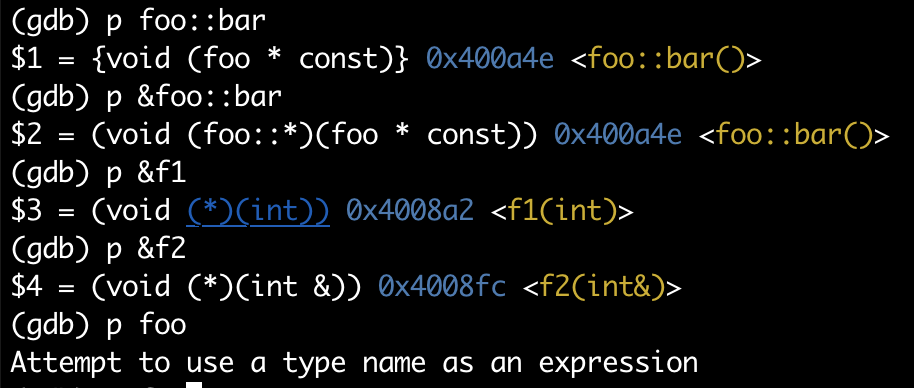 (gdb) p foo::bar
$1 = {void (foo * const)} 0x400a4e <foo::bar()>
(gdb) p &foo::bar
$2 = (void (foo::*)(foo * const)) 0x400a4e <foo::bar()>
(gdb) p &f1
$3 = (void (*)(int)) 0x4008a2 <f1(int)>
(gdb) p &f2
$4 = (void (*)(int &)) 0x4008fc <f2(int&)>
(gdb) p foo
Attempt to use a type name as an expression